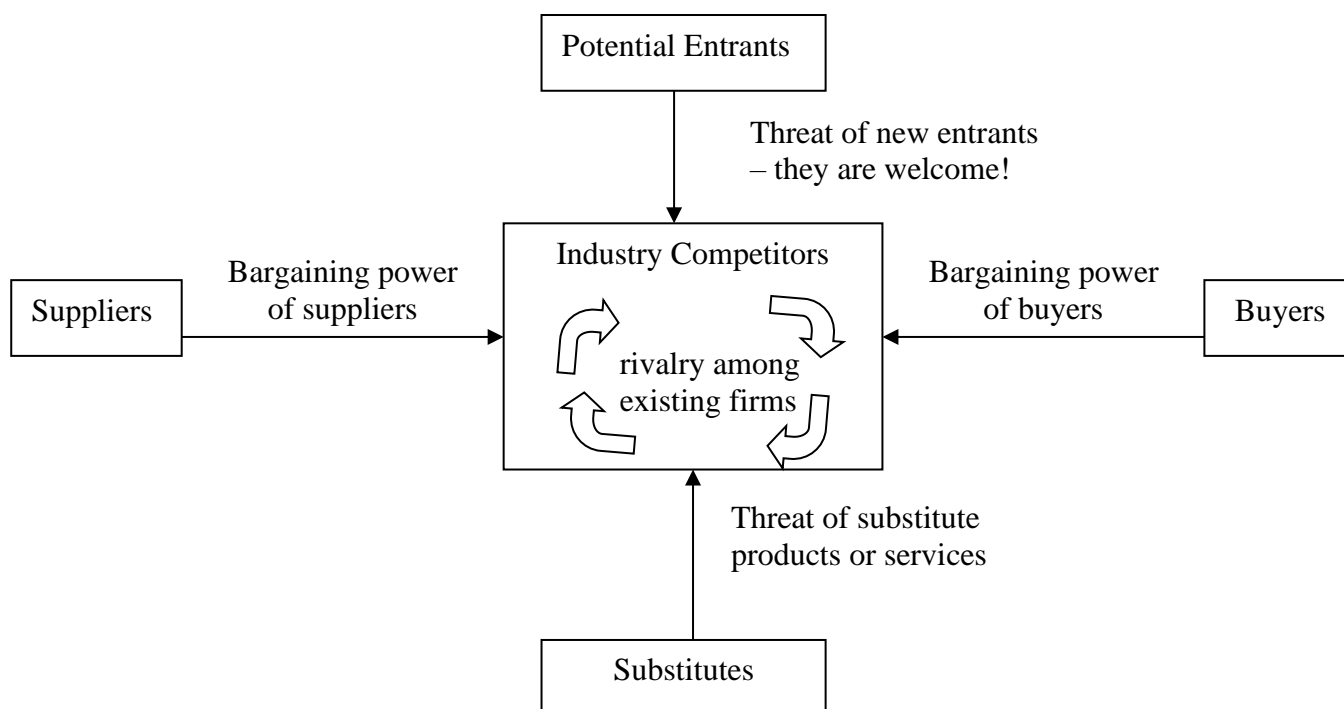 Potential Entrants
Threat of new entrants
– they are welcome!
Industry Competitors
Bargaining power
of suppliers
Bargaining power
of buyers
Suppliers
Buyers
rivalry among
existing firms
Threat of substitute
products or services
Substitutes